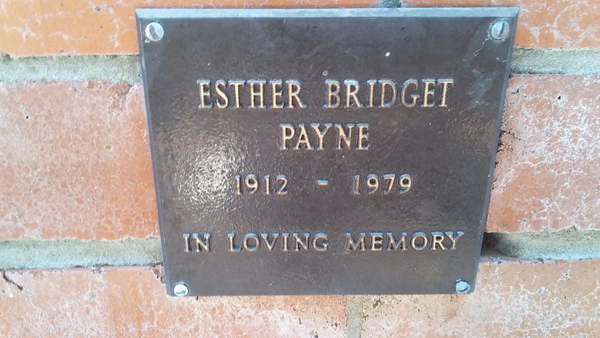 ESTHER BRIDGET
PAYNE
1912 - 1979
IN LOVING MEMORY